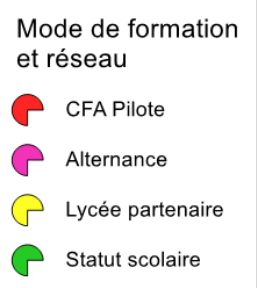 Mode de formation
et réseau
CFA Pilote
Alternance
Lycée partenaire
Statut scolaire